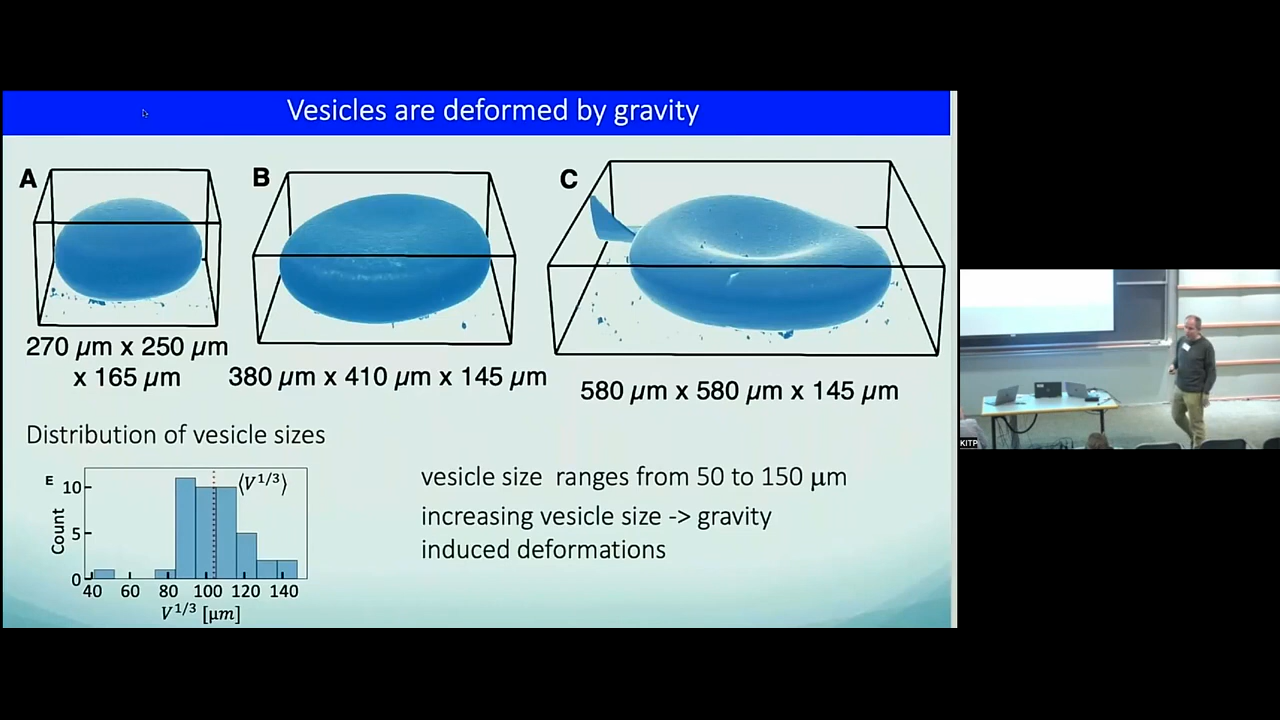 Vesicles are deformed by gravity
A
B
C
270 µm x 250 µm
x 165 µm
380 µm x 410 µm x 145 µm
580 µm x 580 µm x 145 µm
Distribution of vesicle sizes
E
⟨V^1/3⟩
10
5
0
Count
40 60 80 100 120 140
V^1/3 [µm]
vesicle size ranges from 50 to 150 µm
increasing vesicle size -> gravity
induced deformations
KITP